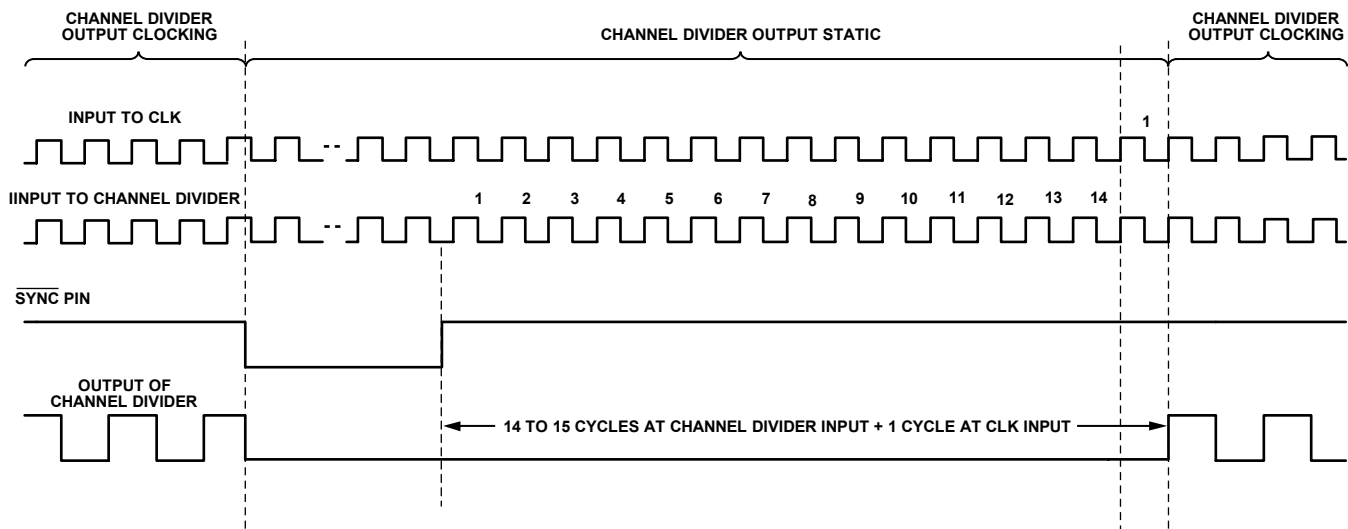 CHANNEL DIVIDER
OUTPUT CLOCKING
CHANNEL DIVIDER OUTPUT STATIC
CHANNEL DIVIDER
OUTPUT CLOCKING
INPUT TO CLK
1
IINPUT TO CHANNEL DIVIDER
1 2 3 4 5 6 7 8 9 10 11 12 13 14
SYNC PIN
OUTPUT OF
CHANNEL DIVIDER
14 TO 15 CYCLES AT CHANNEL DIVIDER INPUT + 1 CYCLE AT CLK INPUT